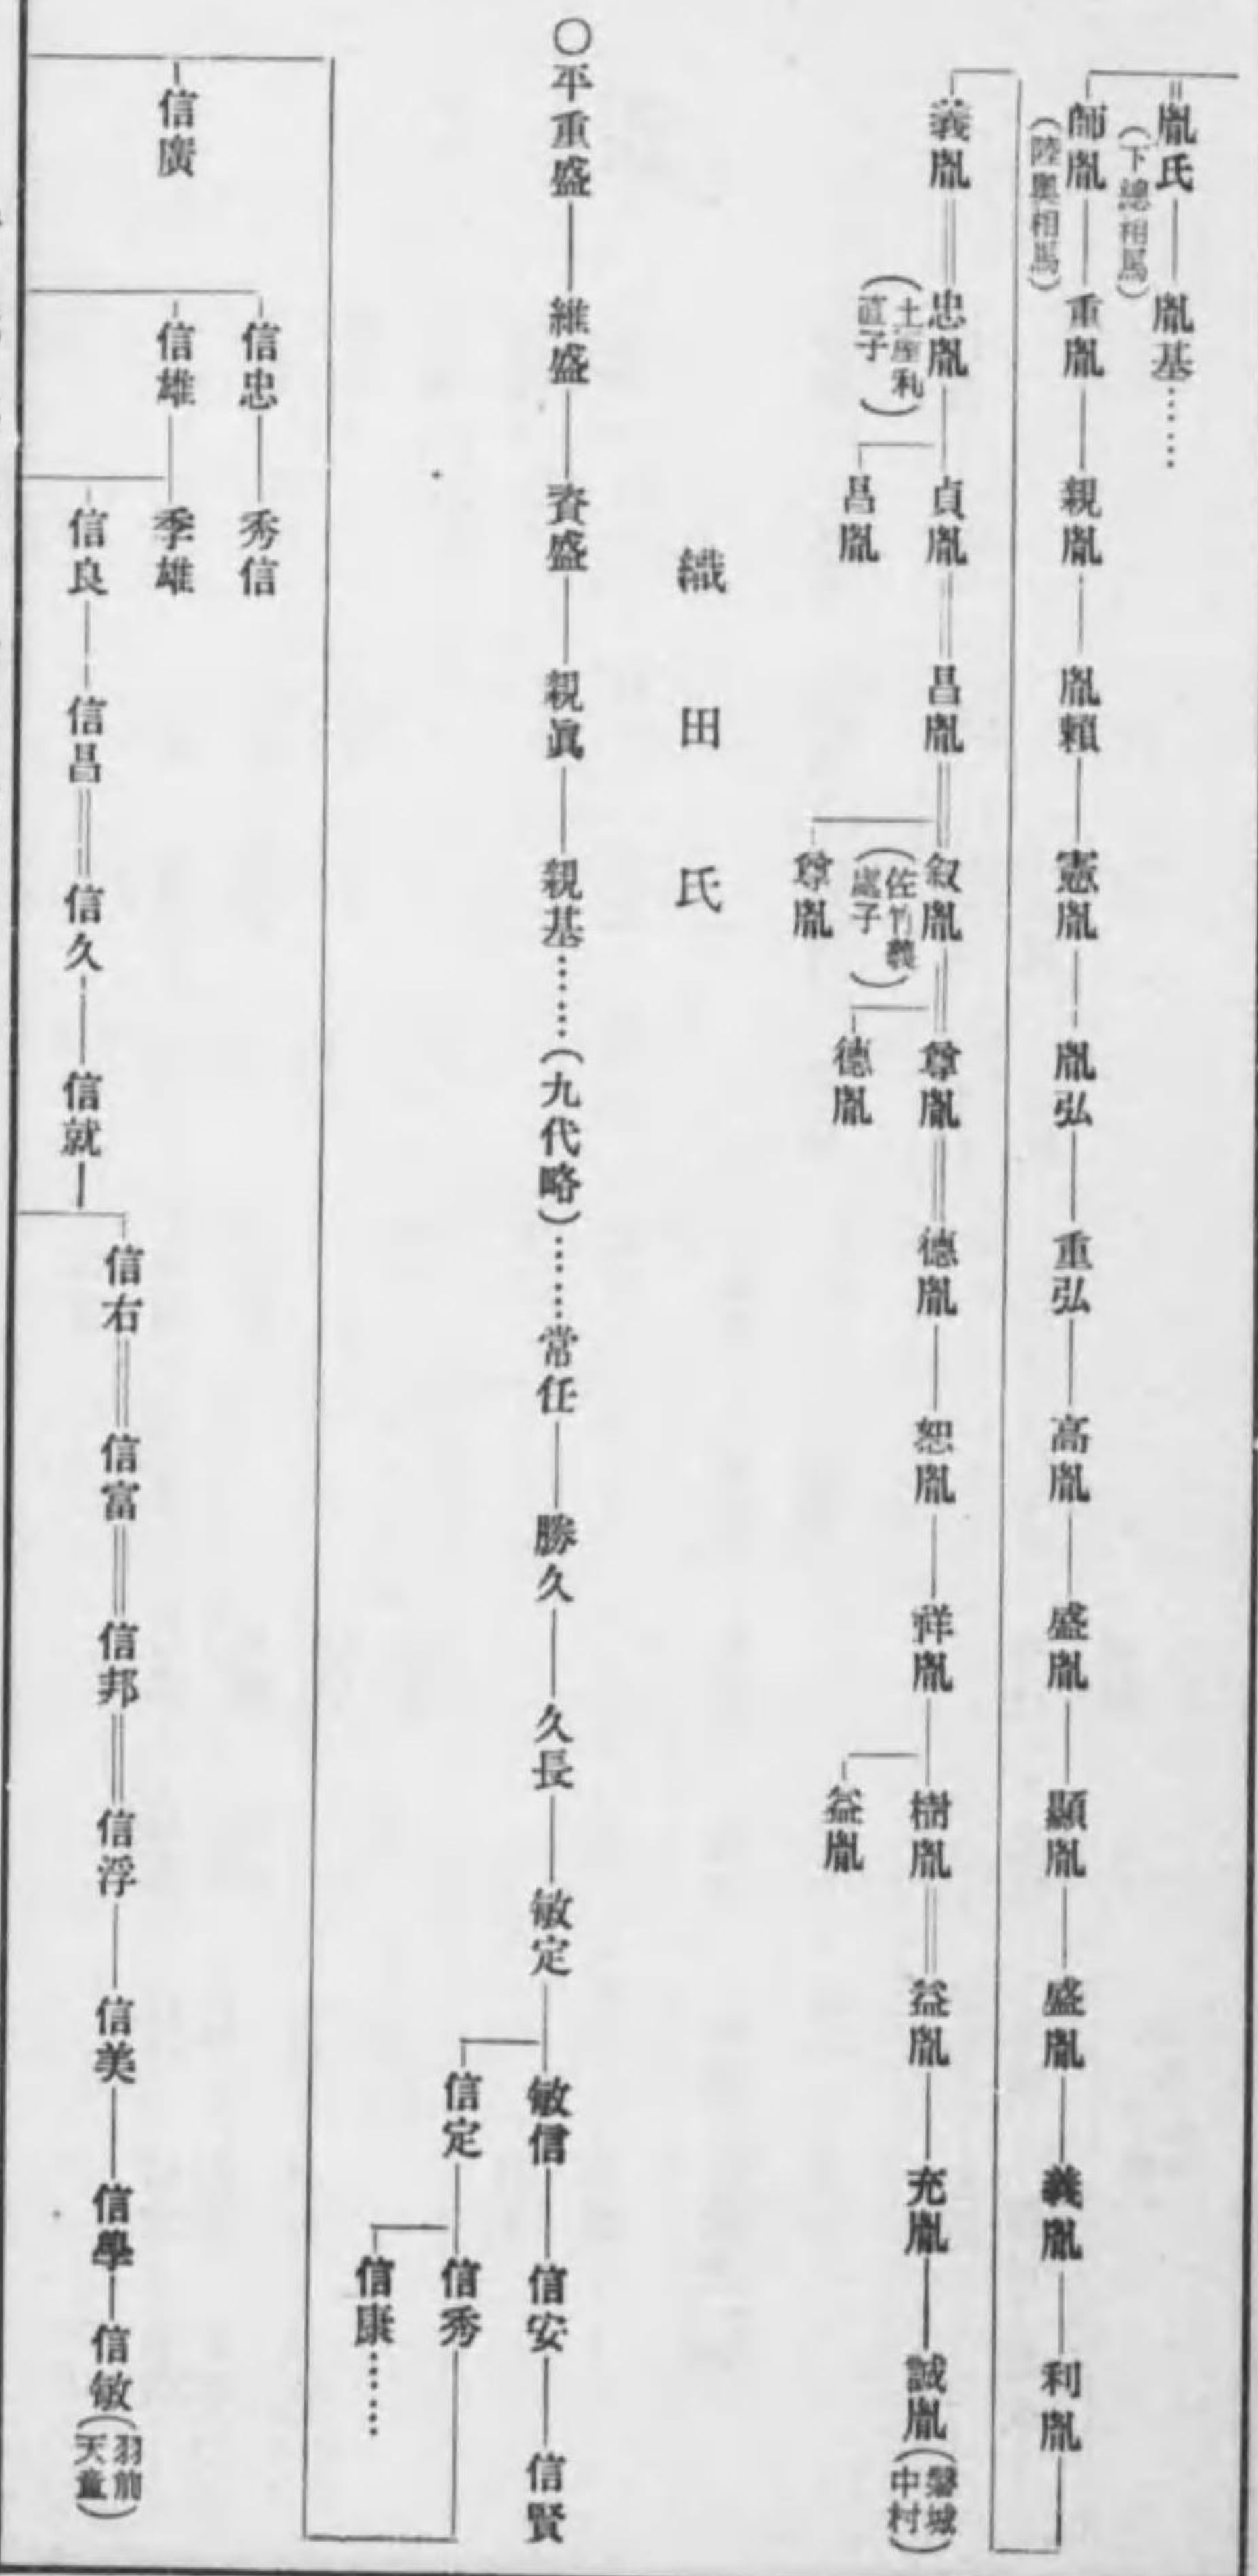 胤氏 胤基……
（下總相馬）
師胤 重胤 親胤 胤賴 憲胤 胤弘 重弘 高胤 盛胤 顯胤 盛胤 義胤 利胤
（陸奥相馬）
義胤 忠胤 貞胤 昌胤 叙胤 尊胤 德胤 恕胤 祥胤 樹胤 益胤 充胤 誠胤（磐城中村）
（土屋利直子） （佐竹義處子）
昌胤 尊胤 德胤 益胤
織田氏
〇平重盛 維盛 資盛 親眞 親基……（九代略）……常任 勝久 久長 敏定 敏信 信安 信賢
信定 信秀
信康……
信忠 秀信
信廣 信雄 季雄
信良 信昌 信久 信就
信右 信富 信邦 信浮 信美 信學 信敏（羽前天童）